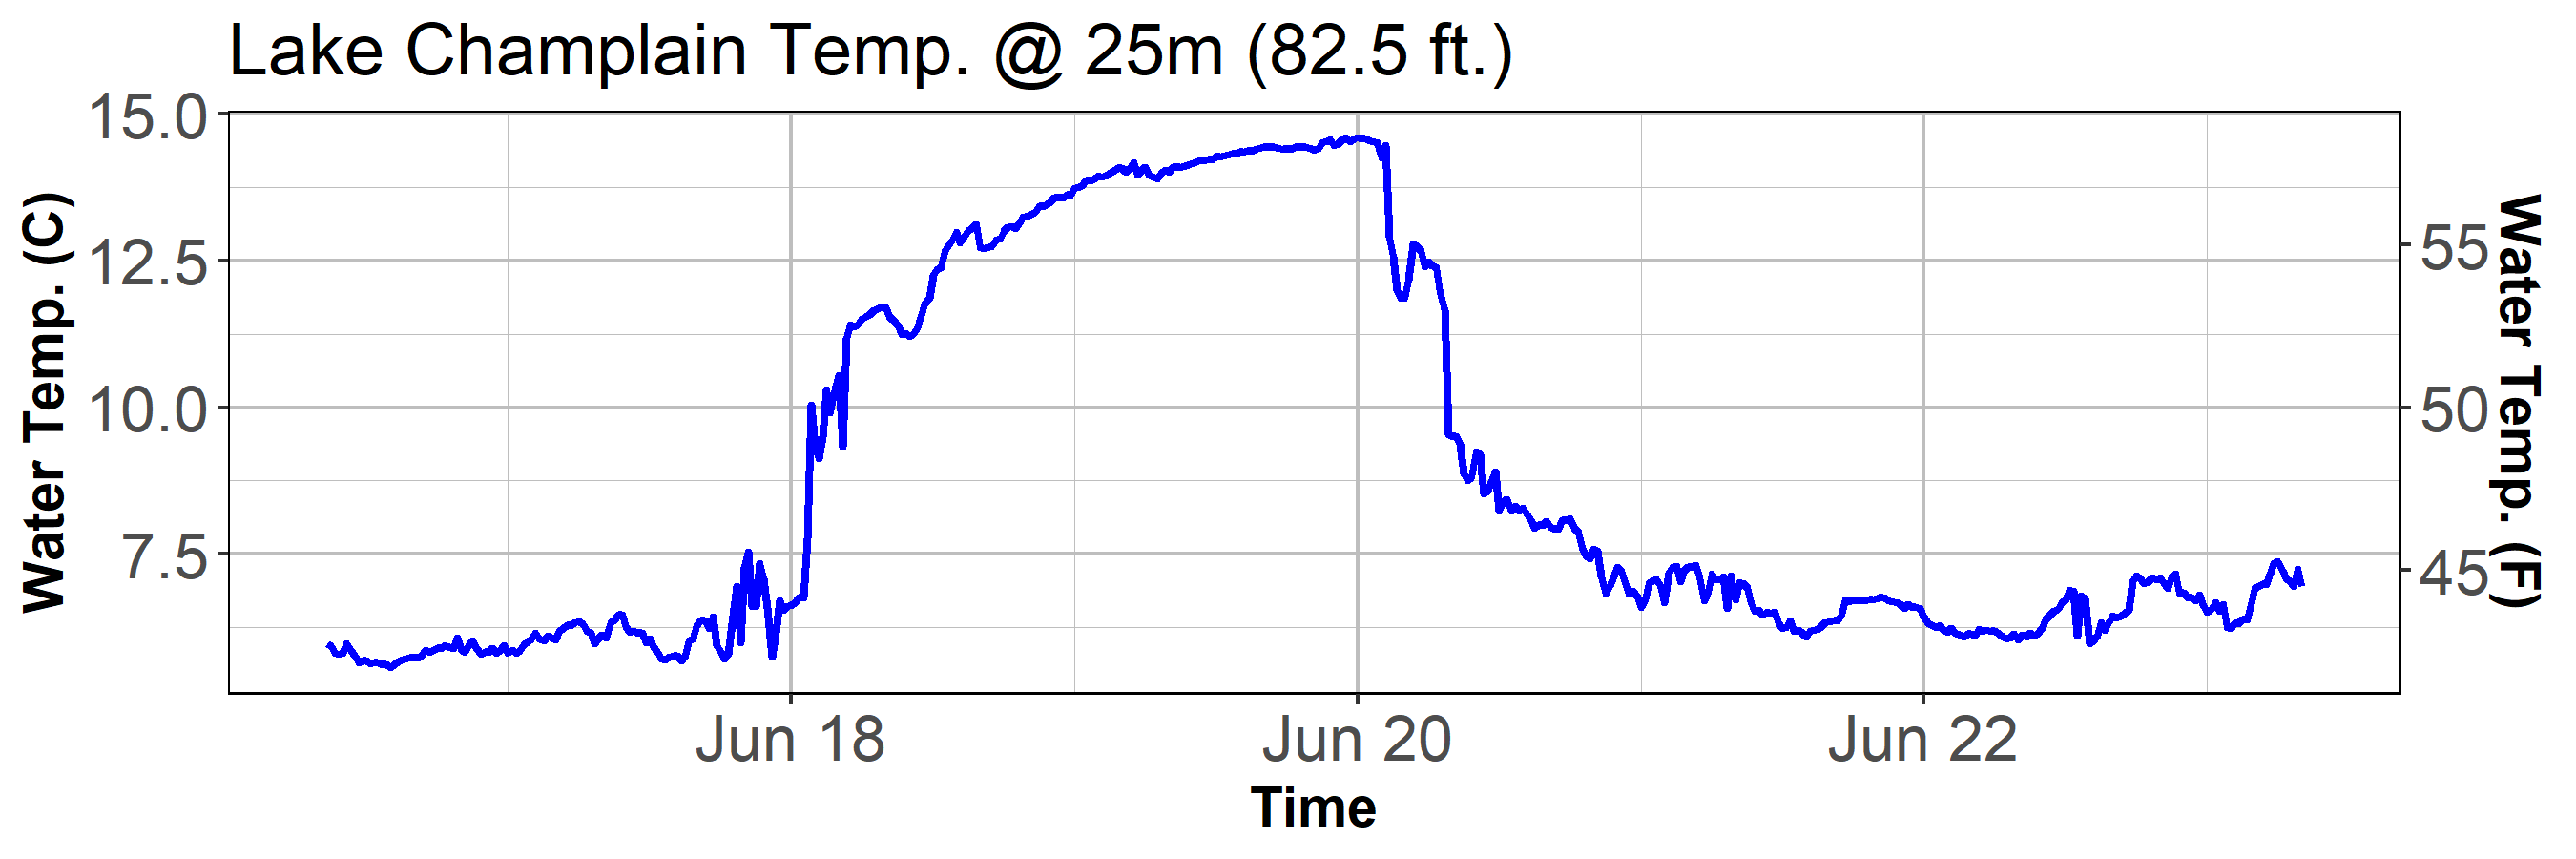 Lake Champlain Temp. @ 25m (82.5 ft.)
Water Temp. (C)
15.0
12.5
10.0
7.5
55
50
45
Water Temp. (F)
Jun 18 Jun 20 Jun 22
Time